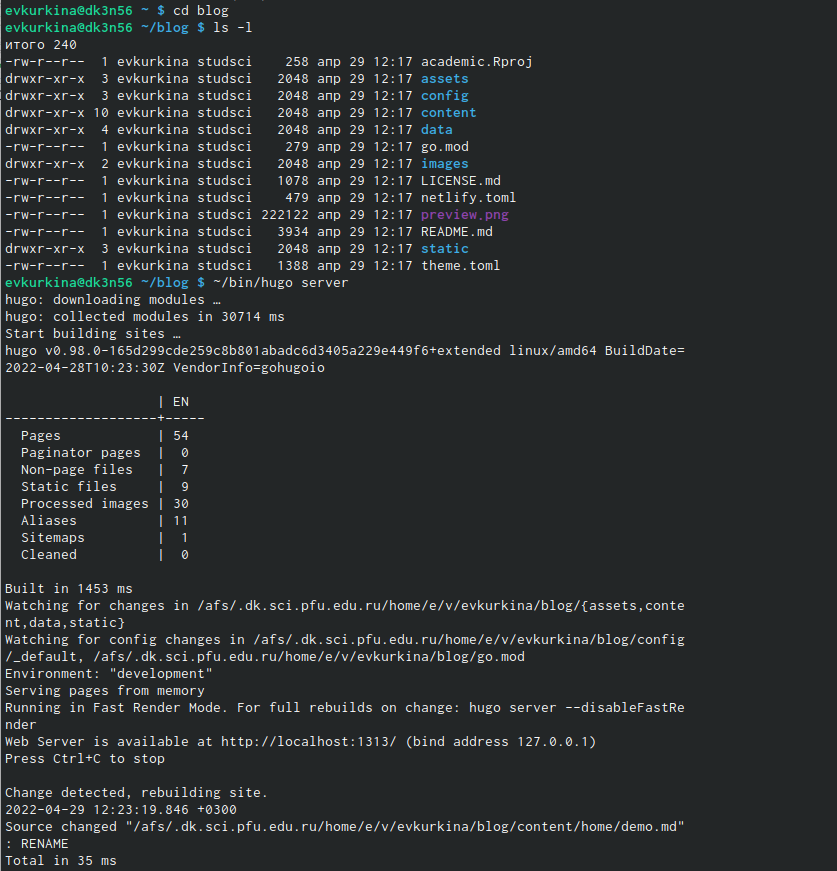 evkurkina@dk3n56 ~ $ cd blog
evkurkina@dk3n56 ~/blog $ ls -l
итого 240
-rw-r--r--  1 evkurkina studsci    258 апр 29 12:17 academic.Rproj
drwxr-xr-x  3 evkurkina studsci   2048 апр 29 12:17 assets
drwxr-xr-x  3 evkurkina studsci   2048 апр 29 12:17 config
drwxr-xr-x 10 evkurkina studsci   2048 апр 29 12:17 content
drwxr-xr-x  4 evkurkina studsci   2048 апр 29 12:17 data
-rw-r--r--  1 evkurkina studsci    279 апр 29 12:17 go.mod
drwxr-xr-x  2 evkurkina studsci   2048 апр 29 12:17 images
-rw-r--r--  1 evkurkina studsci   1078 апр 29 12:17 LICENSE.md
-rw-r--r--  1 evkurkina studsci    479 апр 29 12:17 netlify.toml
-rw-r--r--  1 evkurkina studsci 222122 апр 29 12:17 preview.png
-rw-r--r--  1 evkurkina studsci   3934 апр 29 12:17 README.md
drwxr-xr-x  3 evkurkina studsci   2048 апр 29 12:17 static
-rw-r--r--  1 evkurkina studsci   1388 апр 29 12:17 theme.toml
evkurkina@dk3n56 ~/blog $ ~/bin/hugo server
hugo: downloading modules …
hugo: collected modules in 30714 ms
Start building sites …
hugo v0.98.0-165d299cde259c8b801abadc6d3405a229e449f6+extended linux/amd64 BuildDate=
2022-04-28T10:23:30Z VendorInfo=gohugoio
                   | EN
-------------------+-----
  Pages            | 54
  Paginator pages  |  0
  Non-page files   |  7
  Static files     |  9
  Processed images | 30
  Aliases          | 11
  Sitemaps         |  1
  Cleaned          |  0
Built in 1453 ms
Watching for changes in /afs/.dk.sci.pfu.edu.ru/home/e/v/evkurkina/blog/{assets,conte
nt,data,static}
Watching for config changes in /afs/.dk.sci.pfu.edu.ru/home/e/v/evkurkina/blog/config
/_default, /afs/.dk.sci.pfu.edu.ru/home/e/v/evkurkina/blog/go.mod
Environment: "development"
Serving pages from memory
Running in Fast Render Mode. For full rebuilds on change: hugo server --disableFastRe
nder
Web Server is available at http://localhost:1313/ (bind address 127.0.0.1)
Press Ctrl+C to stop
Change detected, rebuilding site.
2022-04-29 12:23:19.846 +0300
Source changed "/afs/.dk.sci.pfu.edu.ru/home/e/v/evkurkina/blog/content/home/demo.md"
: RENAME
Total in 35 ms